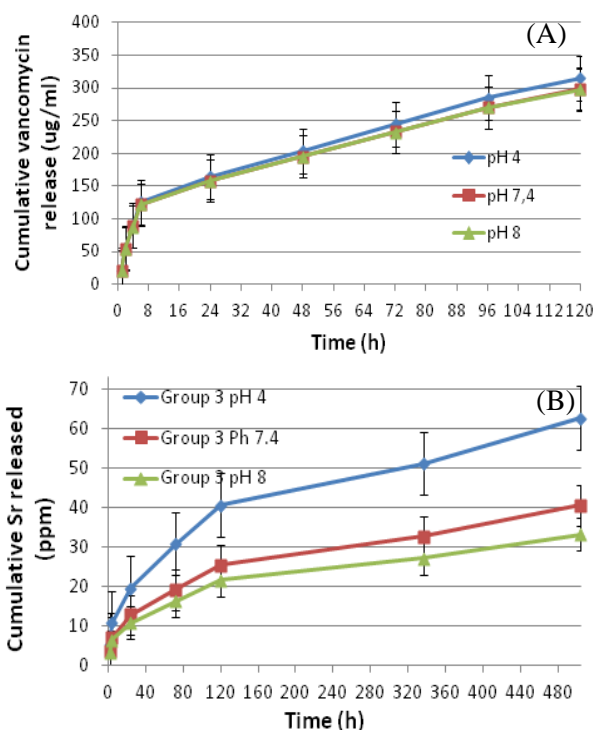 (A)
Cumulative vancomycin
release (ug/ml)
400
350
300
250
200
150
100
50
0
pH 4
pH 7,4
pH 8
0 8 16 24 32 40 48 56 64 72 80 88 96 104 112 120
Time (h)
(B)
Cumulative Sr released
(ppm)
70
60
50
40
30
20
10
0
Group 3 pH 4
Group 3 Ph 7.4
Group 3 pH 8
0 40 80 120 160 200 240 280 320 360 400 440 480
Time (h)